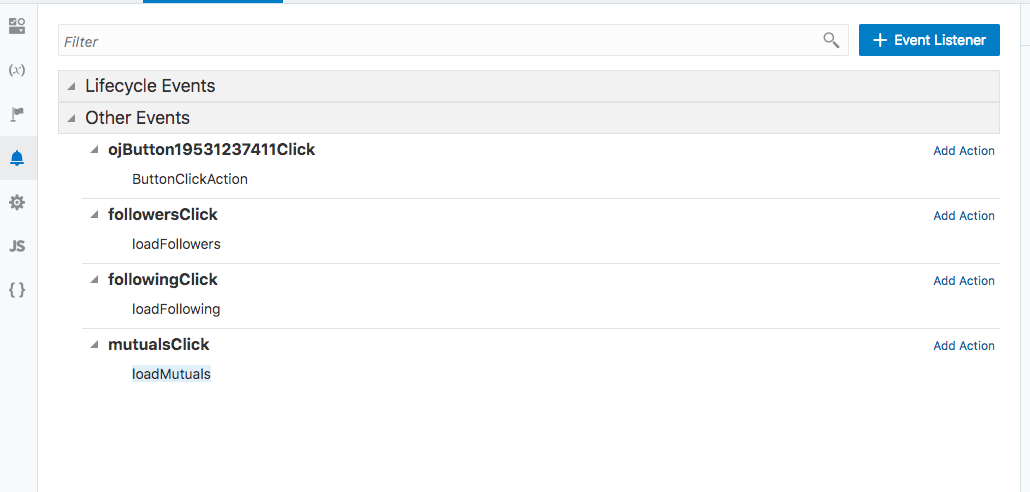 Filter
+ Event Listener
(x)
Lifecycle Events
Other Events
ojButton19531237411Click
Add Action
ButtonClickAction
followersClick
Add Action
loadFollowers
JS
followingClick
Add Action
{ }
loadFollowing
mutualsClick
Add Action
loadMutuals